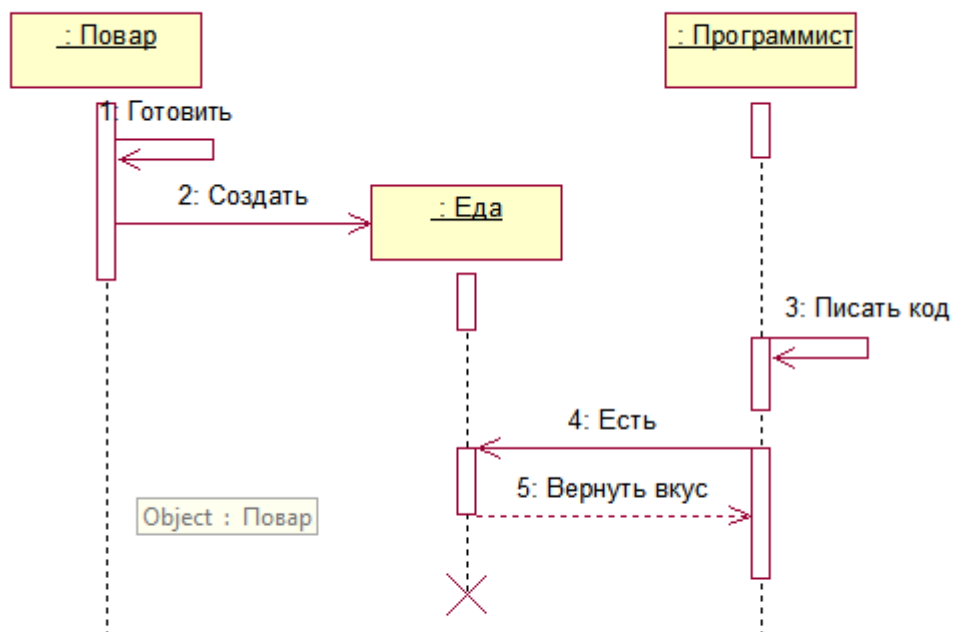 : Повар
: Программист
1: Готовить
2: Создать
: Еда
3: Писать код
4: Есть
5: Вернуть вкус
Object : Повар